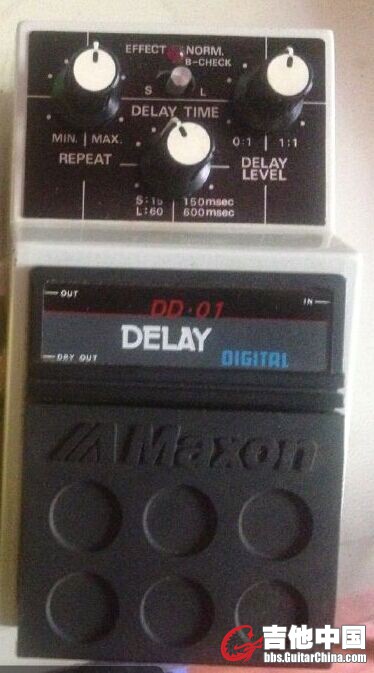 EFFECT NORM.
B-CHECK
S L
DELAY TIME
MIN. MAX.
0:1 1:1
REPEAT
DELAY
LEVEL
S:15 150msec
L:60 600msec
OUT
IN
DD·01
DELAY
DRY OUT
DIGITAL
Maxon
吉他中国
bbs.GuitarChina.com